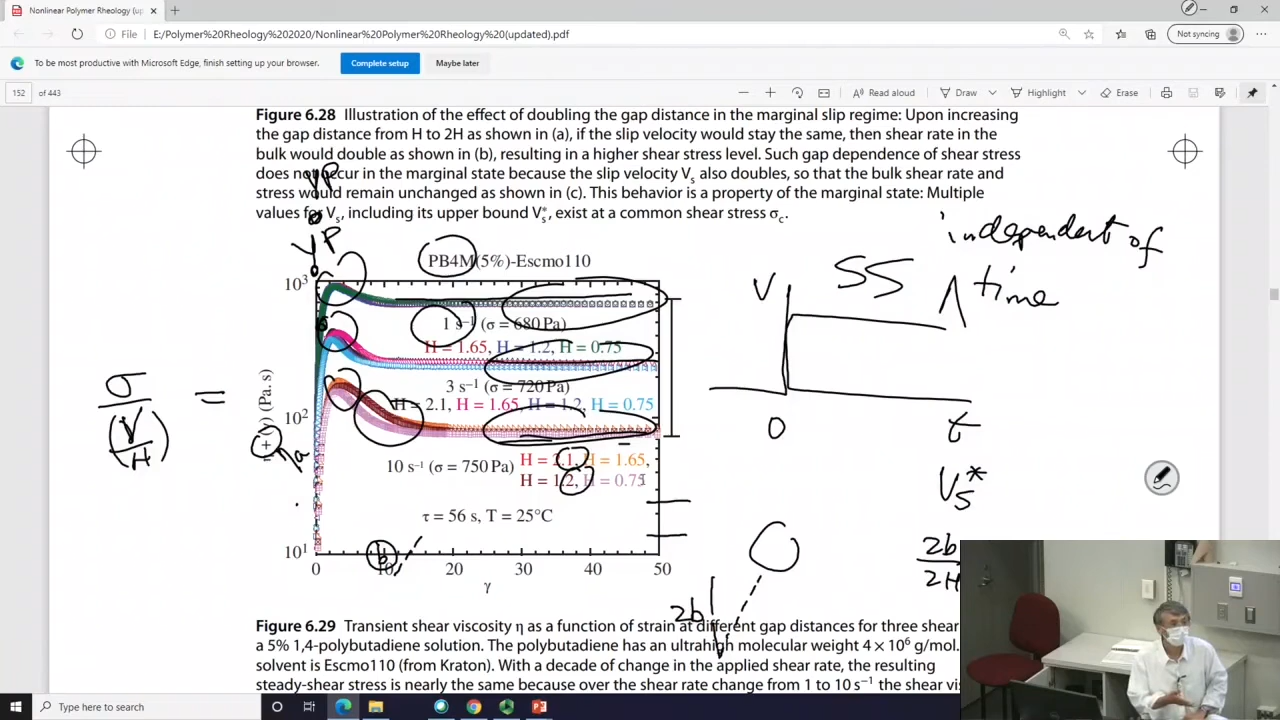 Nonlinear Polymer Rheology (up
File
E:/Polymer%20Rheology%202020/Nonlinear%20Polymer%20Rheology%20(updated).pdf
Not syncing
To be most productive with Microsoft Edge, finish setting up your browser.
Complete setup
Maybe later
152 of 443
Read aloud
Draw
Highlight
Erase
Figure 6.28 Illustration of the effect of doubling the gap distance in the marginal slip regime: Upon increasing
the gap distance from H to 2H as shown in (a), if the slip velocity would stay the same, then shear rate in the
bulk would double as shown in (b), resulting in a higher shear stress level. Such gap dependence of shear stress
does not occur in the marginal state because the slip velocity Vs also doubles, so that the bulk shear rate and
stress would remain unchanged as shown in (c). This behavior is a property of the marginal state: Multiple
values for Vs, including its upper bound Vs*, exist at a common shear stress σc.
VP
VP
PB4M(5%)-Escmo110
independent of
time
SS
V
0
t
10³
1 s⁻¹ (σ = 680 Pa)
H = 1.65, H = 1.2, H = 0.75
3 s⁻¹ (σ = 720 Pa)
H = 2.1, H = 1.65, H = 1.2, H = 0.75
σ
(V/H)
=
(Pa. s)
ηa
10²
10 s⁻¹ (σ = 750 Pa)
H = 2.1, H = 1.65,
H = 1.2, H = 0.75
Vs*
τ = 56 s, T = 25°C
10¹
b
2b
2b
2H
0 10 20 30 40 50
γ
Figure 6.29 Transient shear viscosity η as a function of strain at different gap distances for three shear
a 5% 1,4-polybutadiene solution. The polybutadiene has an ultrahigh molecular weight 4 × 10⁶ g/mol.
solvent is Escmo110 (from Kraton). With a decade of change in the applied shear rate, the resulting
steady-shear stress is nearly the same because over the shear rate change from 1 to 10 s⁻¹ the shear vis
Type here to search